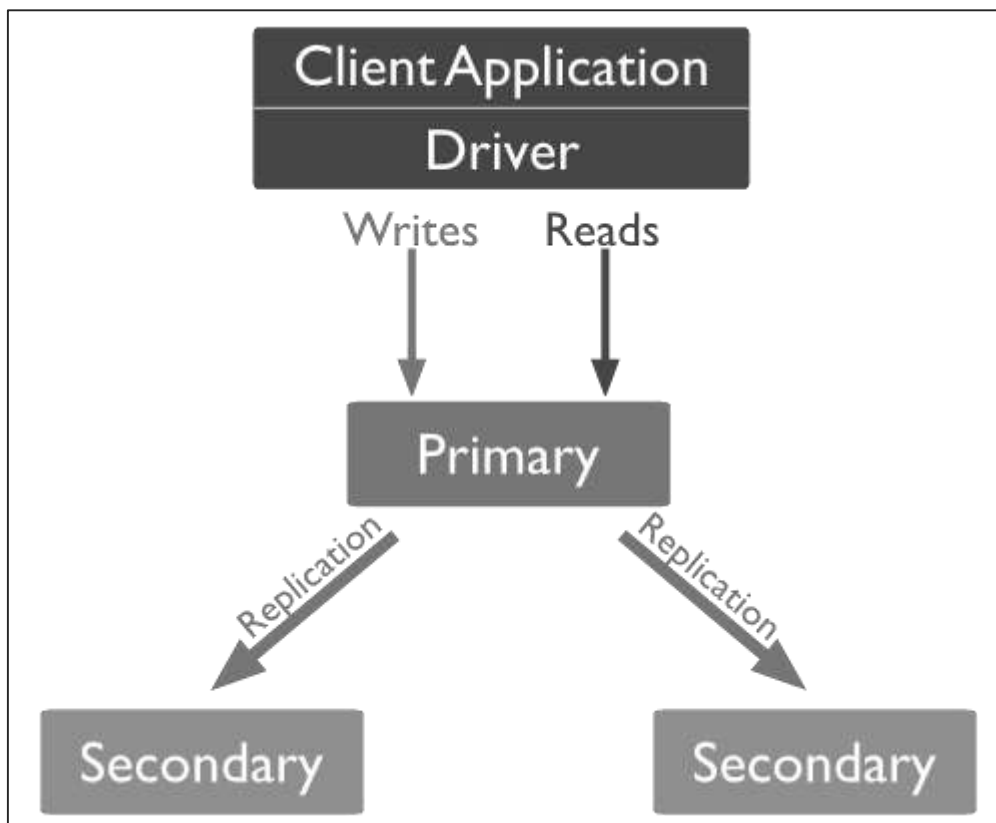 Client Application
Driver
Writes
Reads
Primary
Replication
Replication
Secondary
Secondary